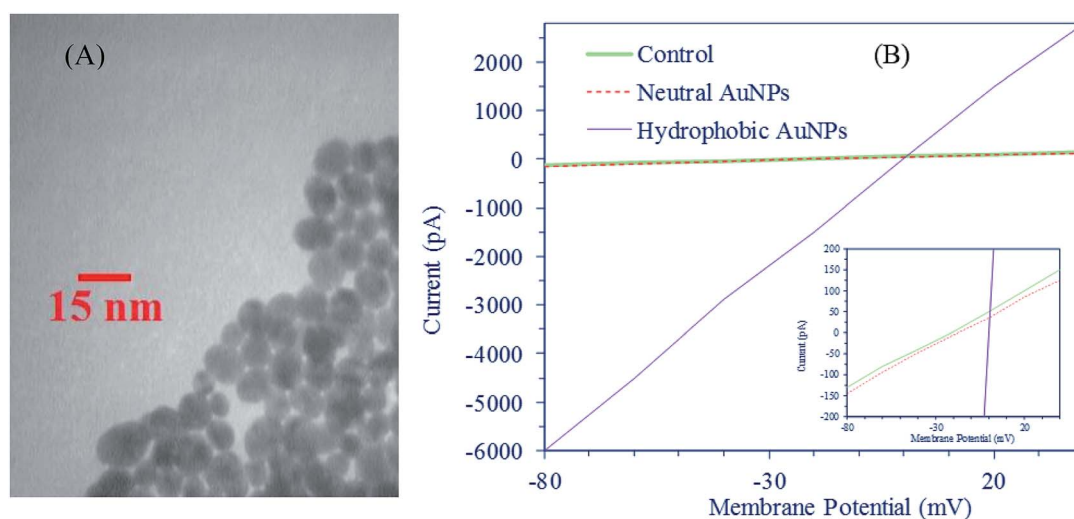 (A)
15 nm
(B)
Control
Neutral AuNPs
Hydrophobic AuNPs
2000
1000
0
-1000
-2000
-3000
-4000
-5000
-6000
Current (pA)
-80
-30
20
Membrane Potential (mV)
200
150
100
50
0
-50
-100
-150
-200
Current (pA)
-80
-30
20
Membrane Potential (mV)